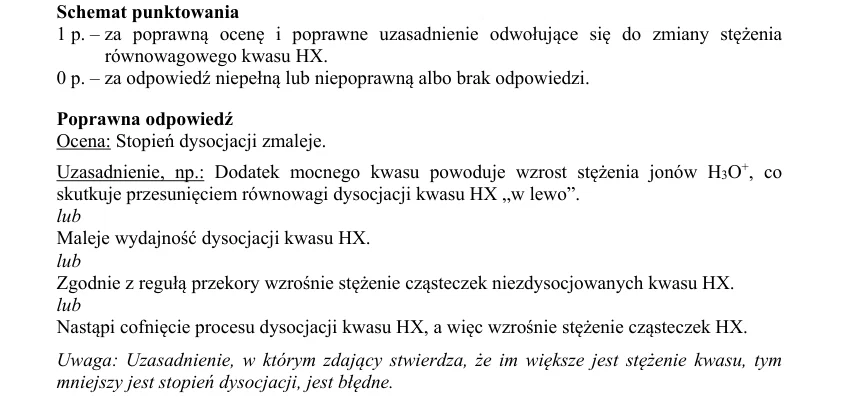 Schemat punktowania
1 p. – za poprawną ocenę i poprawne uzasadnienie odwołujące się do zmiany stężenia
równowagowego kwasu HX.
0 p. – za odpowiedź niepełną lub niepoprawną albo brak odpowiedzi.
Poprawna odpowiedź
Ocena: Stopień dysocjacji zmaleje.
Uzasadnienie, np.: Dodatek mocnego kwasu powoduje wzrost stężenia jonów H₃O⁺, co
skutkuje przesunięciem równowagi dysocjacji kwasu HX „w lewo”.
lub
Maleje wydajność dysocjacji kwasu HX.
lub
Zgodnie z regułą przekory wzrośnie stężenie cząsteczek niezdysocjowanych kwasu HX.
lub
Nastąpi cofnięcie procesu dysocjacji kwasu HX, a więc wzrośnie stężenie cząsteczek HX.
Uwaga: Uzasadnienie, w którym zdający stwierdza, że im większe jest stężenie kwasu, tym
mniejszy jest stopień dysocjacji, jest błędne.